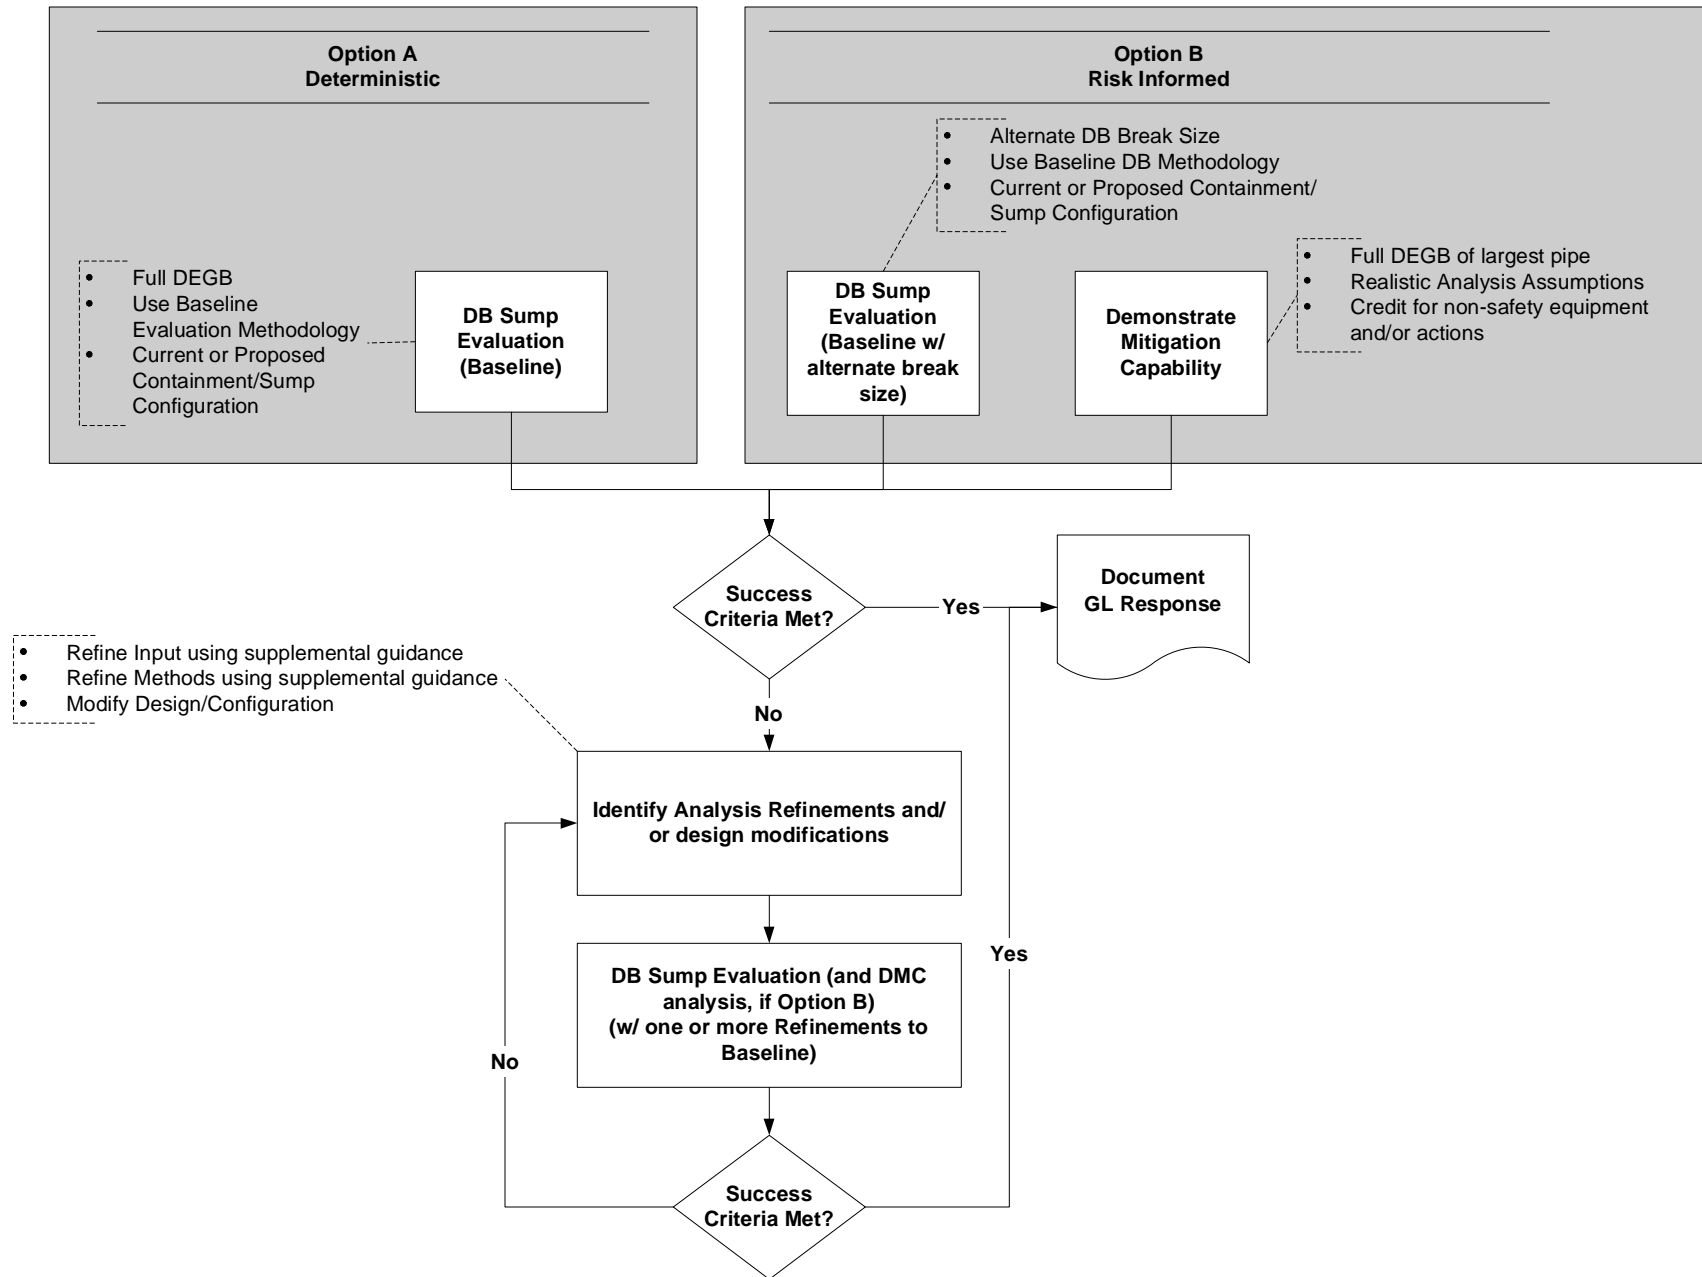 Option A
Deterministic
Option B
Risk Informed
• Alternate DB Break Size
• Use Baseline DB Methodology
• Current or Proposed Containment/
Sump Configuration
• Full DEGB
• Use Baseline
Evaluation Methodology
• Current or Proposed
Containment/Sump
Configuration
DB Sump
Evaluation
(Baseline)
DB Sump
Evaluation
(Baseline w/
alternate break
size)
Demonstrate
Mitigation
Capability
• Full DEGB of largest pipe
• Realistic Analysis Assumptions
• Credit for non-safety equipment
and/or actions
Success
Criteria Met?
Yes
Document
GL Response
• Refine Input using supplemental guidance
• Refine Methods using supplemental guidance
• Modify Design/Configuration
No
Identify Analysis Refinements and/
or design modifications
Yes
DB Sump Evaluation (and DMC
analysis, if Option B)
(w/ one or more Refinements to
Baseline)
No
Success
Criteria Met?